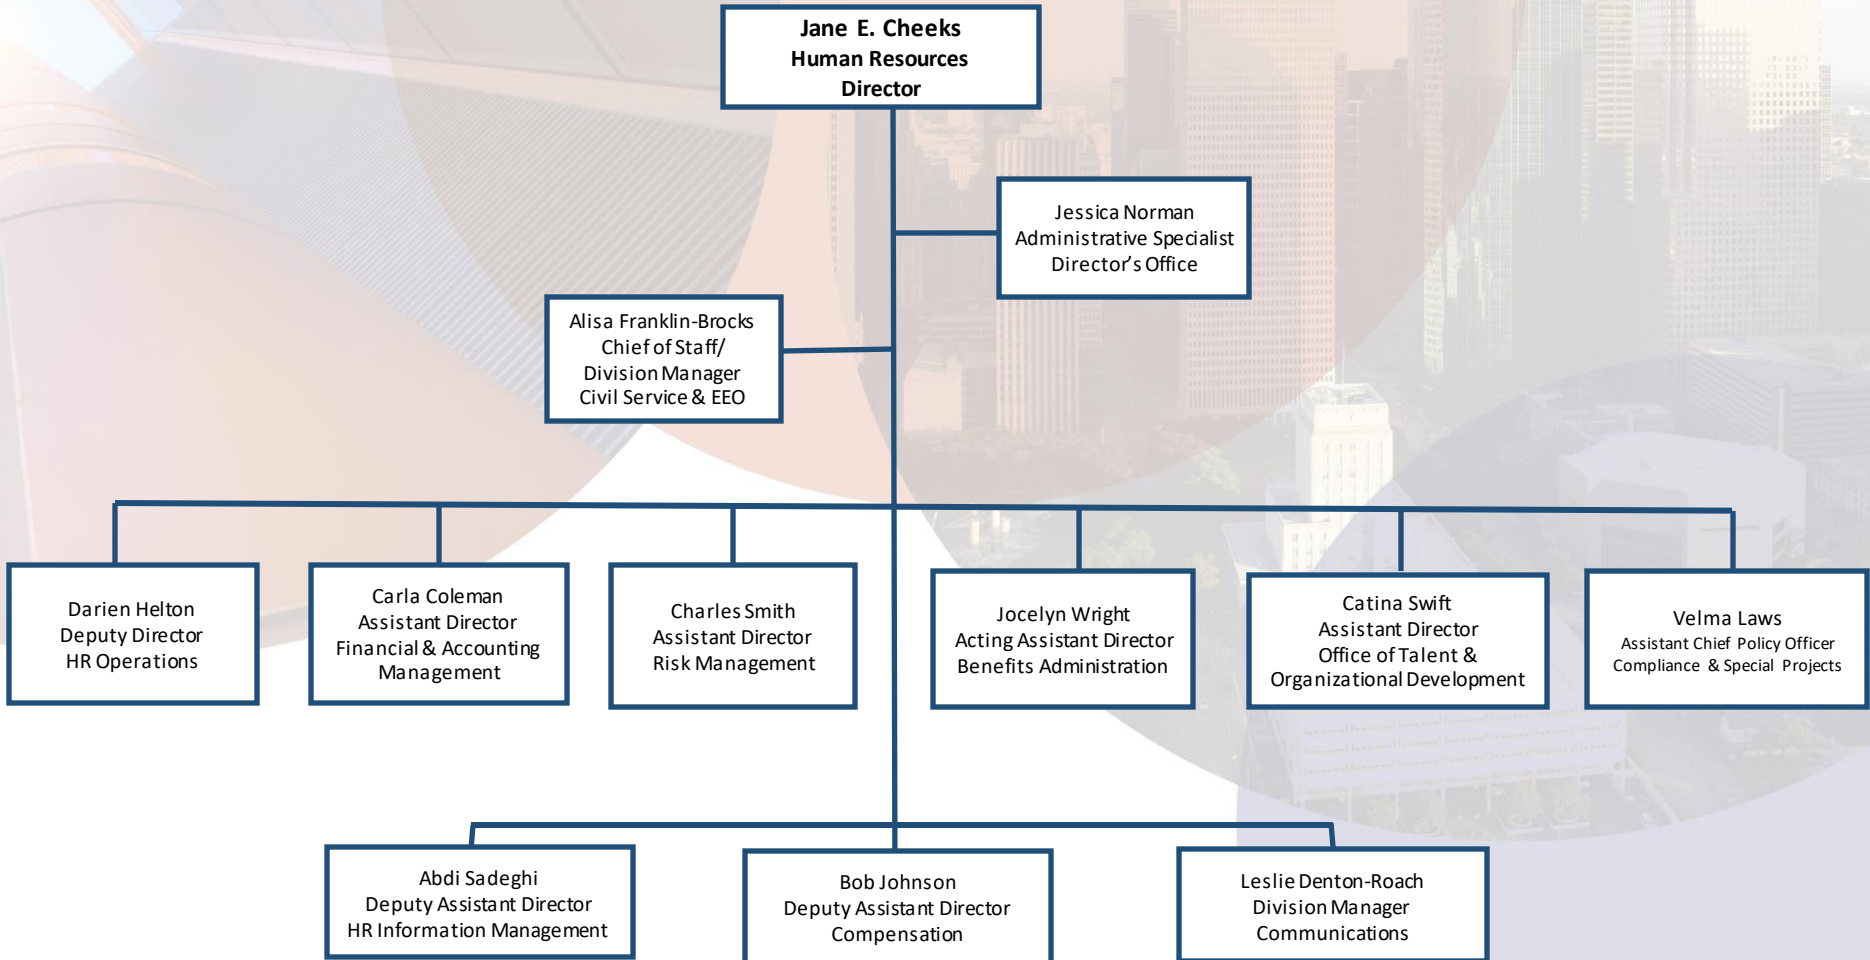 Jane E. Cheeks
Human Resources
Director
Jessica Norman
Administrative Specialist
Director's Office
Alisa Franklin-Brocks
Chief of Staff/
Division Manager
Civil Service & EEO
Darien Helton
Deputy Director
HR Operations
Carla Coleman
Assistant Director
Financial & Accounting
Management
Charles Smith
Assistant Director
Risk Management
Jocelyn Wright
Acting Assistant Director
Benefits Administration
Catina Swift
Assistant Director
Office of Talent &
Organizational Development
Velma Laws
Assistant Chief Policy Officer
Compliance & Special Projects
Abdi Sadeghi
Deputy Assistant Director
HR Information Management
Bob Johnson
Deputy Assistant Director
Compensation
Leslie Denton-Roach
Division Manager
Communications